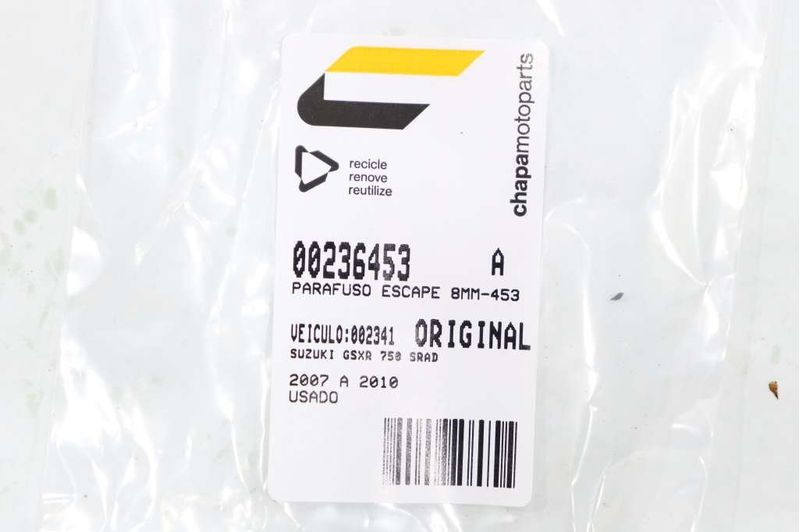 chapamotoparts
recicle
renove
reutilize
00236453 A
PARAFUSO ESCAPE 8MM-453
VEICULO:002341 ORIGINAL
SUZUKI GSXR 750 SRAD
2007 A 2010
USADO